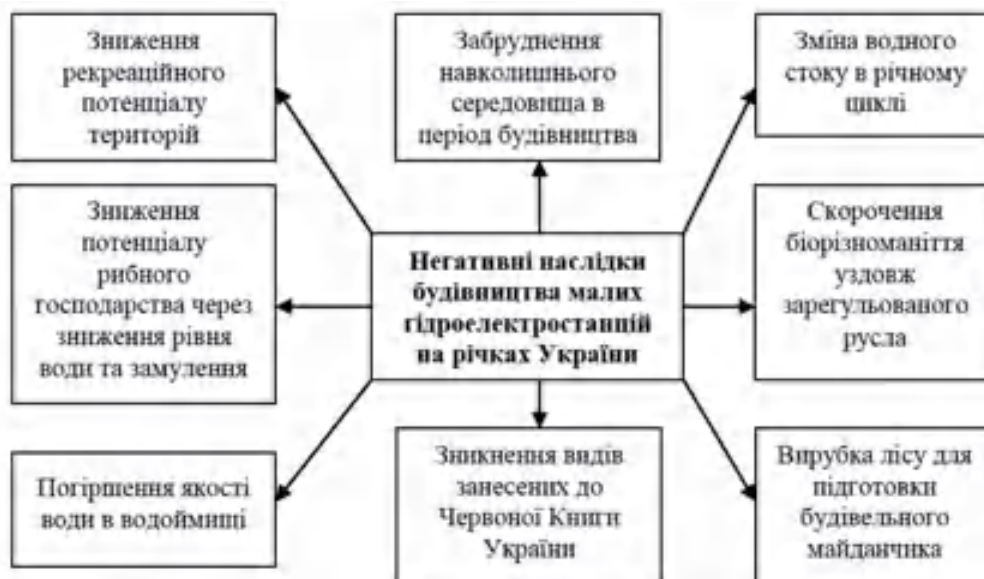 Зниження
рекреаційного
потенціалу
територій
Забруднення
навколишнього
середовища в
період будівництва
Зміна водного
стоку в річному
циклі
Зниження
потенціалу
рибного
господарства через
зниження рівня
води та замулення
Негативні наслідки
будівництва малих
гідроелектростанцій
на річках України
Скорочення
біорізноманіття
уздовж
зарегульованого
русла
Погіршення якості
води в водоймищі
Зникнення видів
занесених до
Червоної Книги
України
Вирубка лісу для
підготовки
будівельного
майданчика